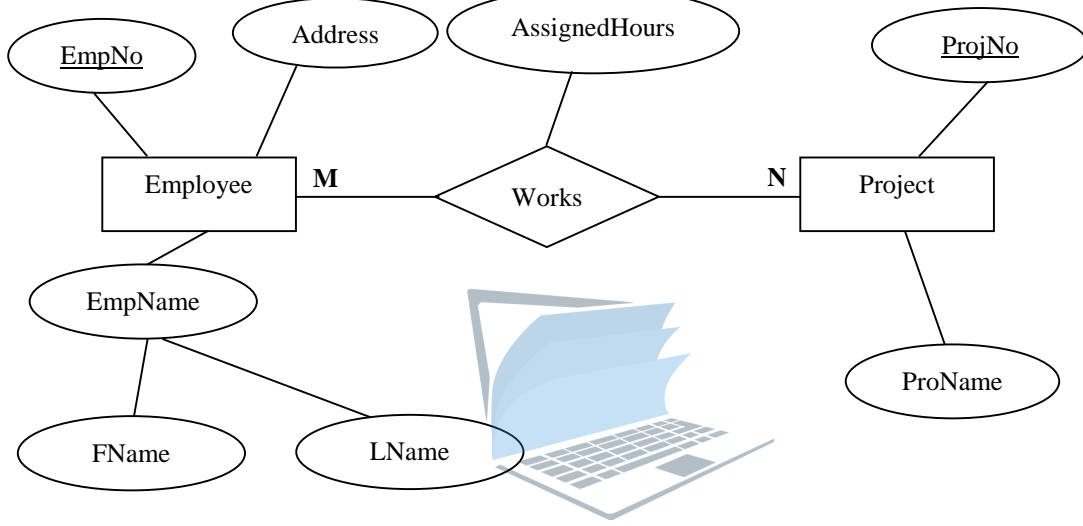 EmpNo
Address
AssignedHours
ProjNo
Employee
M
Works
N
Project
EmpName
ProName
FName
LName